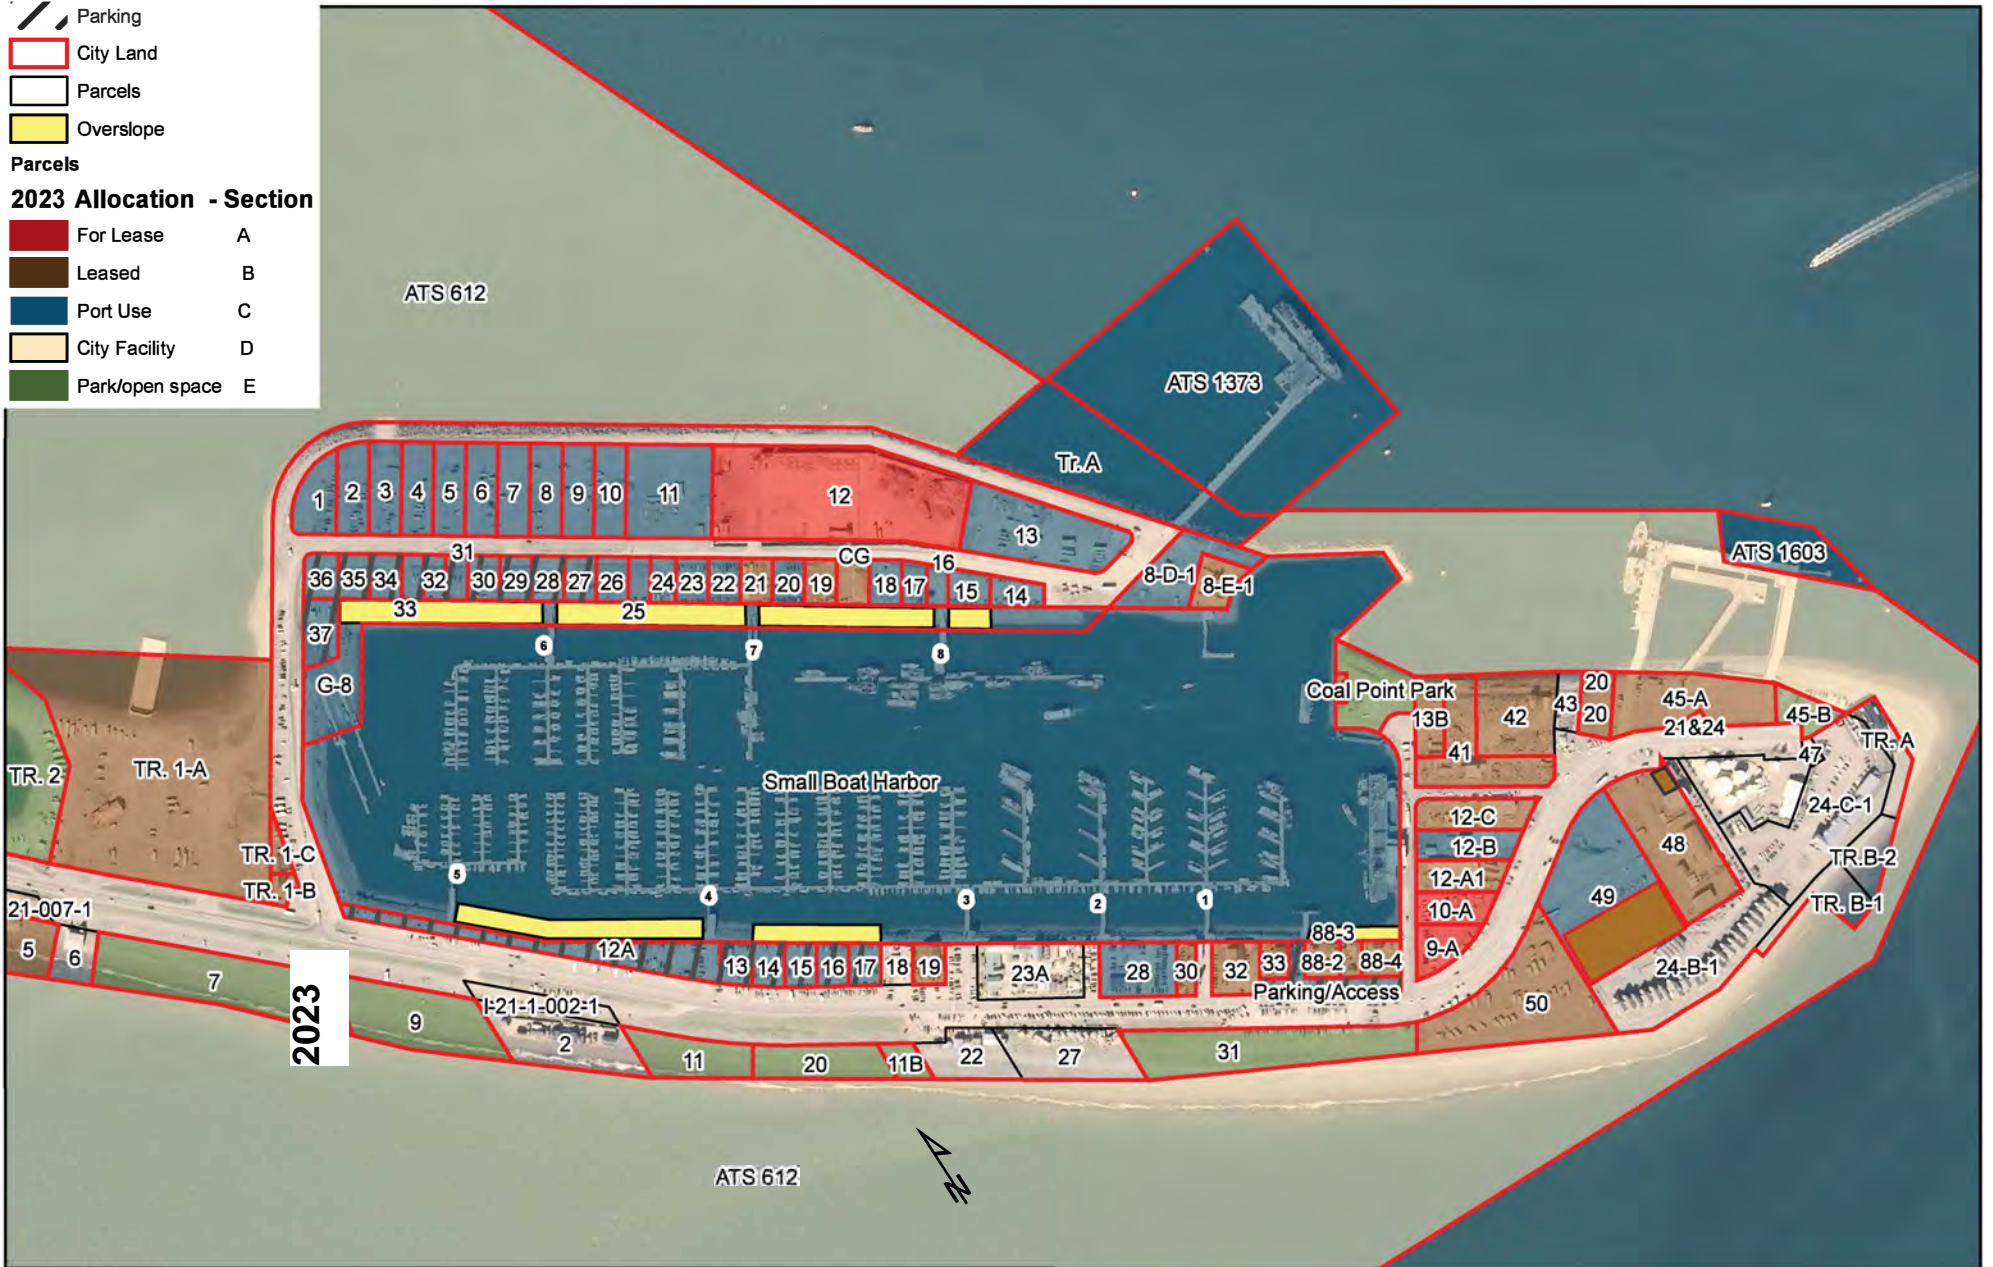 Parking
City Land
Parcels
Overslope
Parcels
2023 Allocation - Section
For Lease A
Leased B
Port Use C
City Facility D
Park/open space E
ATS 612
ATS 1373
Tr. A
ATS 1603
1 2 3 4 5 6 7 8 9 10 11 12 13
31 CG 16
36 35 34 32 30 29 28 27 26 24 23 22 21 20 19 18 17 15 14
8-D-1 8-E-1
33 25
37
6 7 8
G-8
Coal Point Park
13B 41 42 43 20 20 45-A 21&24 45-B
TR. A
47
TR. 2 TR. 1-A
Small Boat Harbor
24-C-1
12-C
12-B
12-A1
10-A
9-A
48
49
TR.B-2
TR. B-1
TR. 1-C
TR. 1-B
5 4 3 2 1
21-007-1
5 6 7
12A 13 14 15 16 17 18 19 23A 28 30 32 33 88-2 88-3 88-4
Parking/Access
24-B-1
50
2023
9
I-21-1-002-1
2 11 20 11B 22 27 31
ATS 612
N